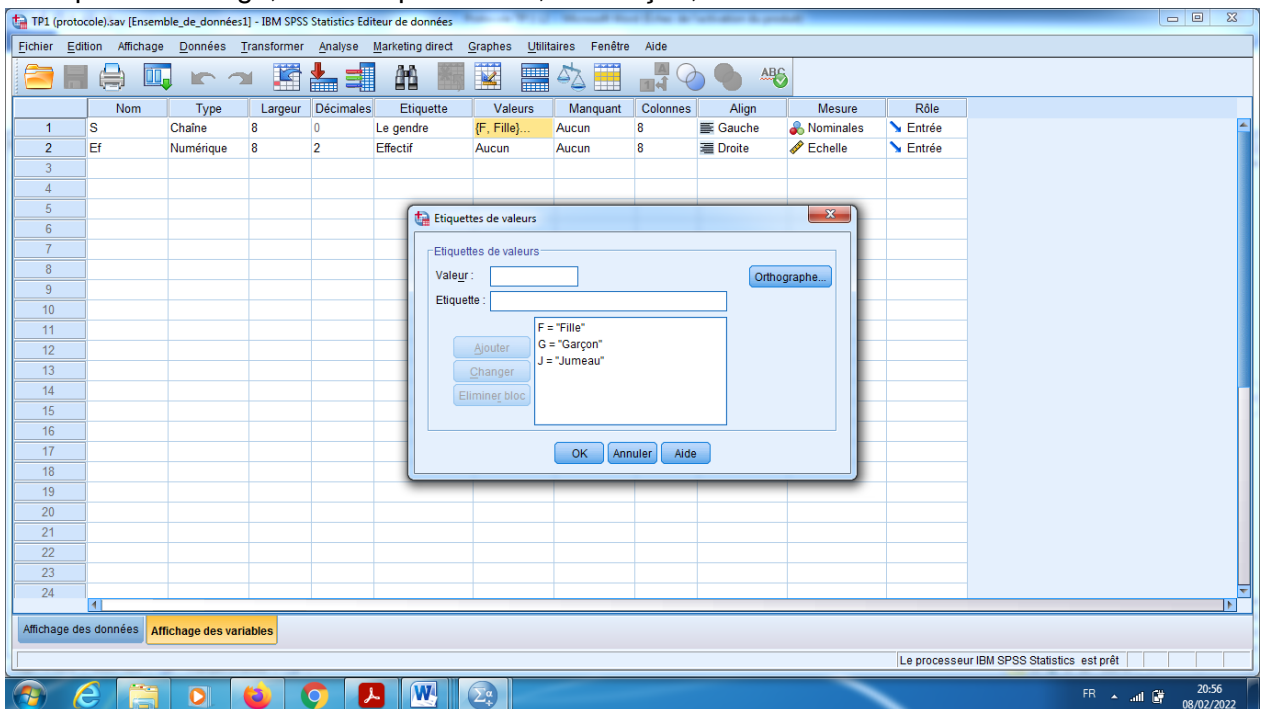 TP1 (protocole).sav [Ensemble_de_données1] - IBM SPSS Statistics Editeur de données
Fichier Edition Affichage Données Transformer Analyse Marketing direct Graphes Utilitaires Fenêtre Aide
Nom Type Largeur Décimales Etiquette Valeurs Manquant Colonnes Align Mesure Rôle
1 S Chaîne 8 0 Le gendre {F, Fille}... Aucun 8 Gauche Nominales Entrée
2 Ef Numérique 8 2 Effectif Aucun Aucun 8 Droite Echelle Entrée
3
4
5
6
7
8
9
10
11
12
13
14
15
16
17
18
19
20
21
22
23
24
Etiquettes de valeurs
Etiquettes de valeurs
Valeur :
Orthographe...
Etiquette :
F = "Fille"
G = "Garçon"
J = "Jumeau"
Ajouter
Changer
Eliminer bloc
OK Annuler Aide
Affichage des données Affichage des variables
Le processeur IBM SPSS Statistics est prêt
FR 20:56
08/02/2022